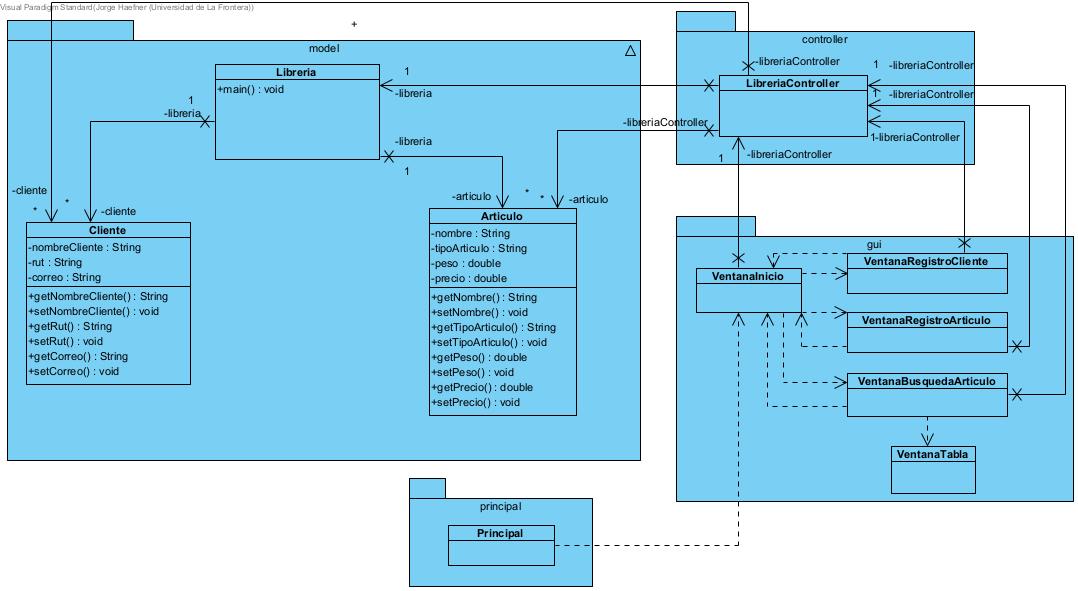 Visual Paradigm Standard(Jorge Haefner (Universidad de La Frontera))
+
model
controller
Libreria
+main() : void
1
-libreria
1
-libreria
-libreria
1
-cliente
*
*
-cliente
Cliente
-nombreCliente : String
-rut : String
-correo : String
+getNombreCliente() : String
+setNombreCliente() : void
+getRut() : String
+setRut() : void
+getCorreo() : String
+setCorreo() : void
-articulo
*
*
-articulo
Articulo
-nombre : String
-tipoArticulo : String
-peso : double
-precio : double
+getNombre() : String
+setNombre() : void
+getTipoArticulo() : String
+setTipoArticulo() : void
+getPeso() : double
+setPeso() : void
+getPrecio() : double
+setPrecio() : void
-libreriaController
1
-libreriaController
LibreriaController
1
-libreriaController
-libreriaController
1
-libreriaController
1
-libreriaController
gui
VentanaInicio
VentanaRegistroCliente
VentanaRegistroArticulo
VentanaBusquedaArticulo
VentanaTabla
principal
Principal